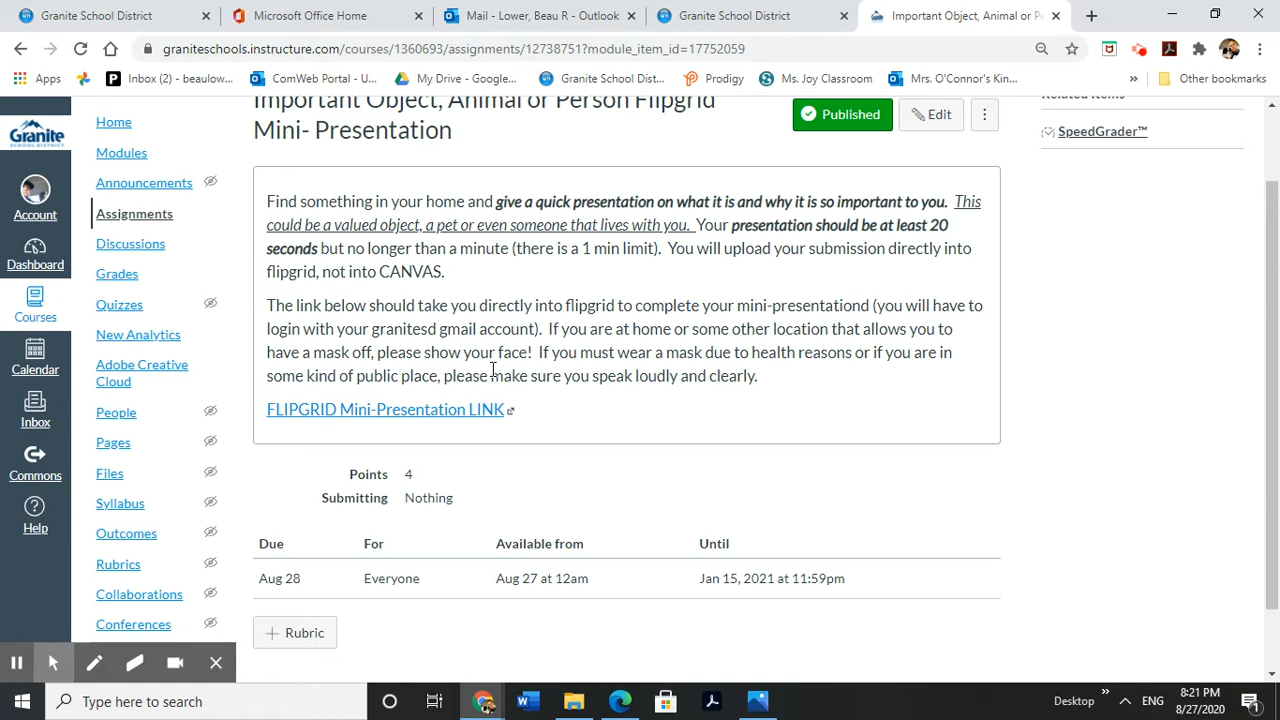 Granite School District
Microsoft Office Home
Mail - Lower, Beau R - Outlook
Granite School District
Important Object, Animal or Pe
graniteschools.instructure.com/courses/1360693/assignments/12738751?module_item_id=17752059
Apps
Inbox (2) - beaulow...
ComWeb Portal - U...
My Drive - Google...
Granite School Dist...
Prodigy
Ms. Joy Classroom
Mrs. O'Connor's Kin...
Other bookmarks
Granite
SCHOOL DISTRICT
Account
Dashboard
Courses
Calendar
Inbox
Commons
Help
Home
Modules
Announcements
Assignments
Discussions
Grades
Quizzes
New Analytics
Adobe Creative
Cloud
People
Pages
Files
Syllabus
Outcomes
Rubrics
Collaborations
Conferences
Important Object, Animal or Person Flipgrid
Mini- Presentation
Published
Edit
Related Items
SpeedGrader™
Find something in your home and give a quick presentation on what it is and why it is so important to you. This
could be a valued object, a pet or even someone that lives with you. Your presentation should be at least 20
seconds but no longer than a minute (there is a 1 min limit). You will upload your submission directly into
flipgrid, not into CANVAS.
The link below should take you directly into flipgrid to complete your mini-presentationd (you will have to
login with your granitesd gmail account). If you are at home or some other location that allows you to
have a mask off, please show your face! If you must wear a mask due to health reasons or if you are in
some kind of public place, please make sure you speak loudly and clearly.
FLIPGRID Mini-Presentation LINK
Points 4
Submitting Nothing
Due For Available from Until
Aug 28 Everyone Aug 27 at 12am Jan 15, 2021 at 11:59pm
+ Rubric
Type here to search
Desktop
ENG
8:21 PM
8/27/2020
1